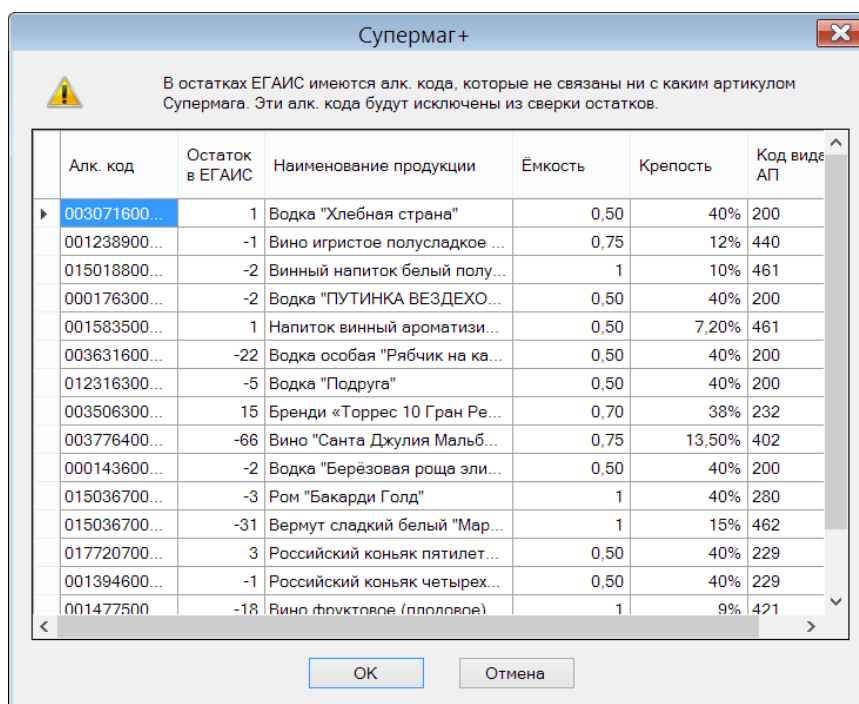 Супермаг+
В остатках ЕГАИС имеются алк. кода, которые не связаны ни с каким артикулом
Супермага. Эти алк. кода будут исключены из сверки остатков.
Алк. код Остаток в ЕГАИС Наименование продукции Ёмкость Крепость Код вида АП
003071600... 1 Водка "Хлебная страна" 0,50 40% 200
001238900... -1 Вино игристое полусладкое ... 0,75 12% 440
015018800... -2 Винный напиток белый полу... 1 10% 461
000176300... -2 Водка "ПУТИНКА ВЕЗДЕХО... 0,50 40% 200
001583500... 1 Напиток винный ароматизи... 0,50 7,20% 461
003631600... -22 Водка особая "Рябчик на ка... 0,50 40% 200
012316300... -5 Водка "Подруга" 0,50 40% 200
003506300... 15 Бренди «Торрес 10 Гран Ре... 0,70 38% 232
003776400... -66 Вино "Санта Джулия Мальб... 0,75 13,50% 402
000143600... -2 Водка "Берёзовая роща эли... 0,50 40% 200
015036700... -3 Ром "Бакарди Голд" 1 40% 280
015036700... -31 Вермут сладкий белый "Мар... 1 15% 462
017720700... 3 Российский коньяк пятилет... 0,50 40% 229
001394600... -1 Российский коньяк четырех... 0,50 40% 229
001477500 -18 Вино фруктовое (плодовое) 1 9% 421
OK Отмена